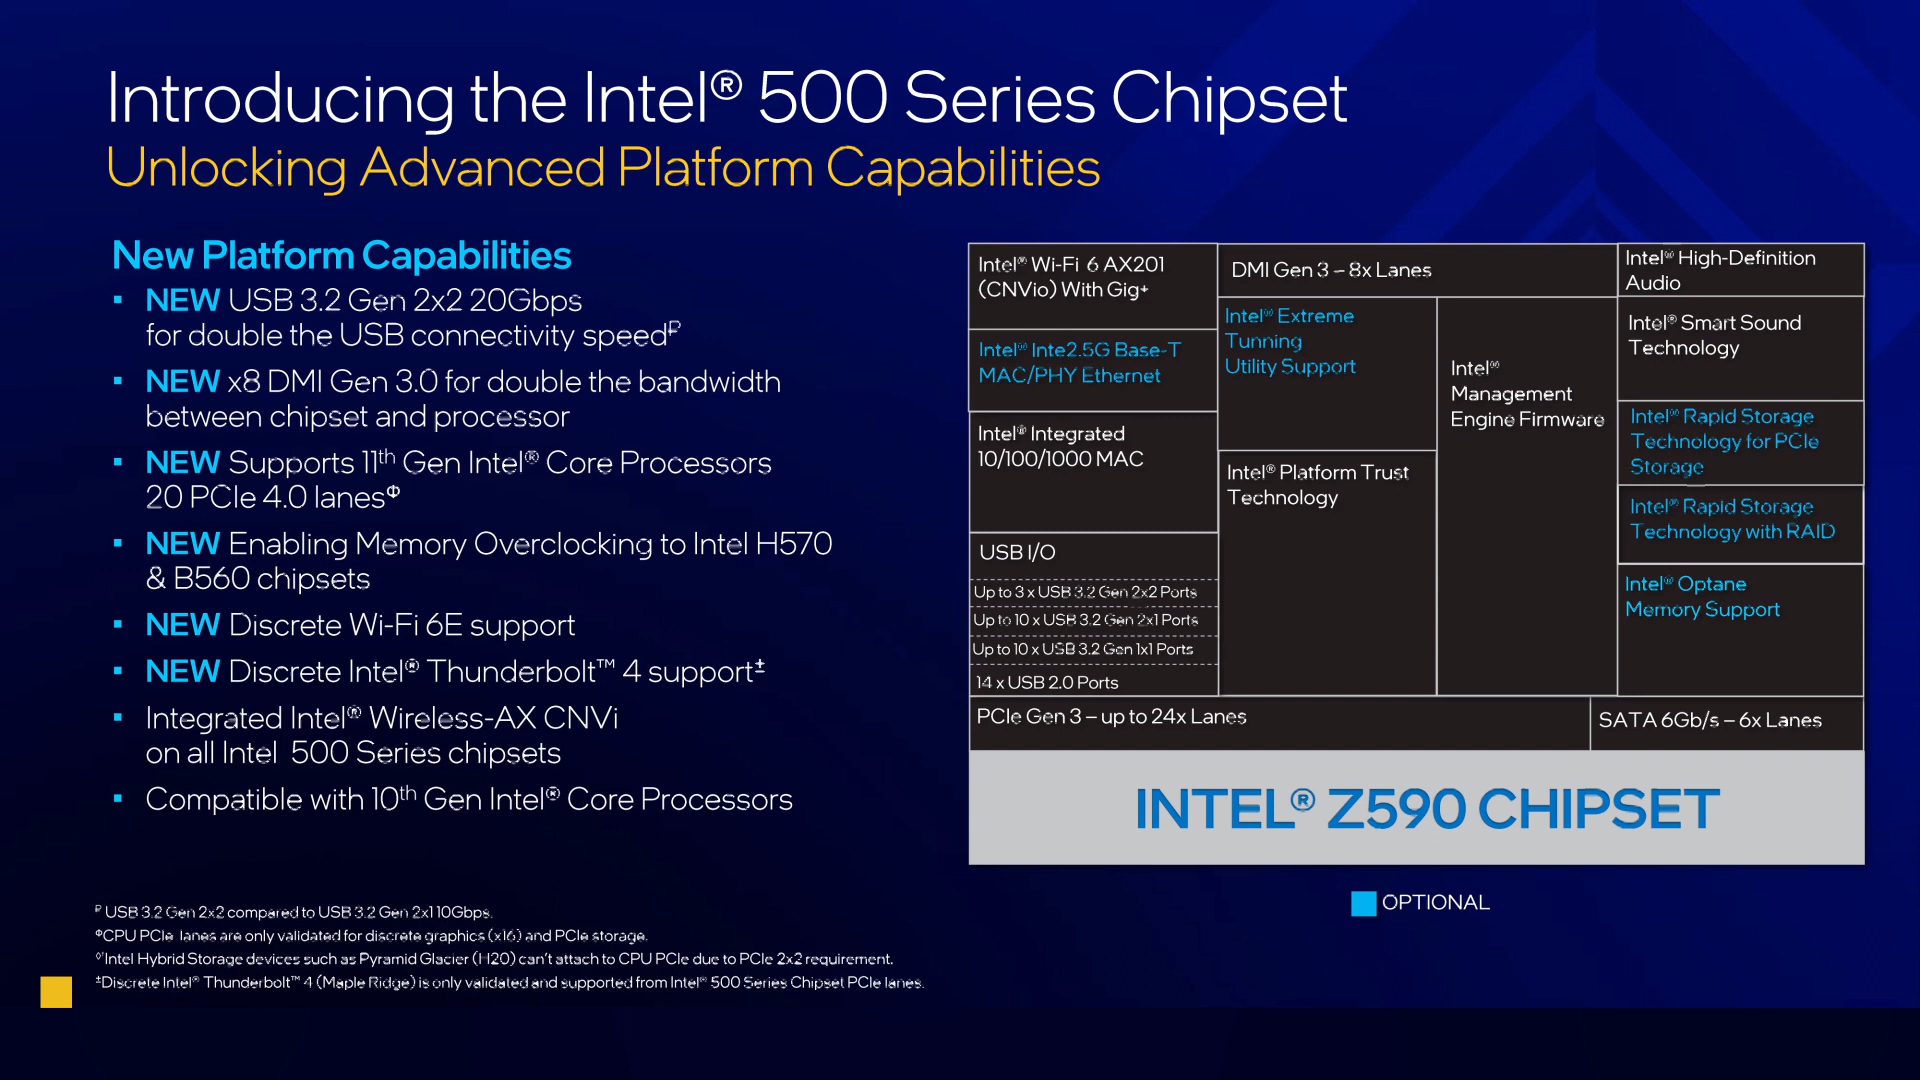 Introducing the Intel® 500 Series Chipset
Unlocking Advanced Platform Capabilities
New Platform Capabilities
▪ NEW USB 3.2 Gen 2x2 20Gbps
for double the USB connectivity speed₽
▪ NEW x8 DMI Gen 3.0 for double the bandwidth
between chipset and processor
▪ NEW Supports 11th Gen Intel® Core Processors
20 PCIe 4.0 lanesΦ
▪ NEW Enabling Memory Overclocking to Intel H570
& B560 chipsets
▪ NEW Discrete Wi-Fi 6E support
▪ NEW Discrete Intel® Thunderbolt™ 4 support±
▪ Integrated Intel® Wireless-AX CNVi
on all Intel 500 Series chipsets
▪ Compatible with 10th Gen Intel® Core Processors
Intel® Wi-Fi 6 AX201
(CNVio) With Gig+
Intel® Inte2.5G Base-T
MAC/PHY Ethernet
Intel® Integrated
10/100/1000 MAC
USB I/O
Up to 3 x USB 3.2 Gen 2x2 Ports
Up to 10 x USB 3.2 Gen 2x1 Ports
Up to 10 x USB 3.2 Gen 1x1 Ports
14 x USB 2.0 Ports
DMI Gen 3 – 8x Lanes
Intel® Extreme
Tunning
Utility Support
Intel® Platform Trust
Technology
Intel®
Management
Engine Firmware
Intel® High-Definition
Audio
Intel® Smart Sound
Technology
Intel® Rapid Storage
Technology for PCIe
Storage
Intel® Rapid Storage
Technology with RAID
Intel® Optane
Memory Support
PCIe Gen 3 – up to 24x Lanes
SATA 6Gb/s – 6x Lanes
INTEL® Z590 CHIPSET
OPTIONAL
₽ USB 3.2 Gen 2x2 compared to USB 3.2 Gen 2x1 10Gbps.
ΦCPU PCIe lanes are only validated for discrete graphics (x16) and PCIe storage.
◊'Intel Hybrid Storage devices such as Pyramid Glacier (H20) can't attach to CPU PCIe due to PCIe 2x2 requirement.
±Discrete Intel® Thunderbolt™ 4 (Maple Ridge) is only validated and supported from Intel® 500 Series Chipset PCIe lanes.